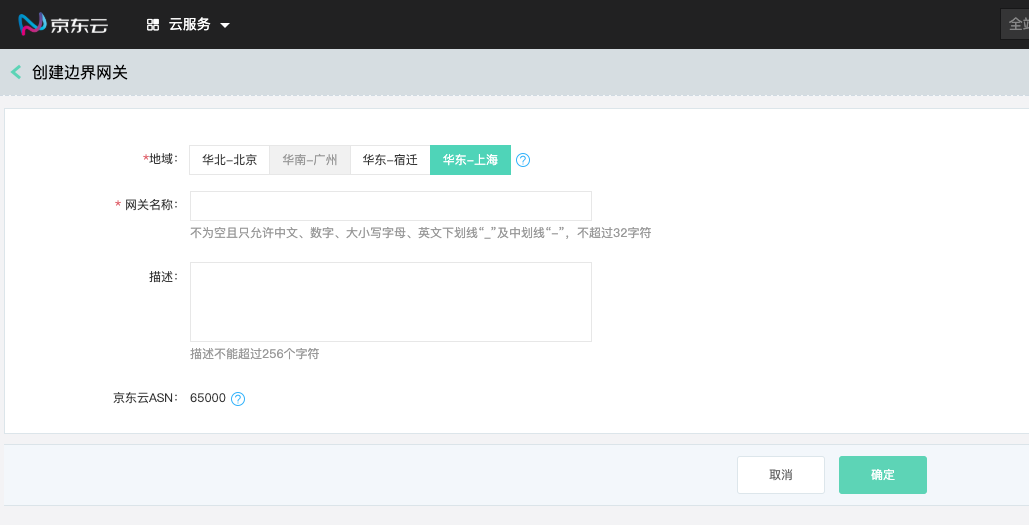 京东云 云服务 全
创建边界网关
*地域： 华北-北京 华南-广州 华东-宿迁 华东-上海 ?
* 网关名称：
不为空且只允许中文、数字、大小写字母、英文下划线“_”及中划线“-”，不超过32字符
描述：
描述不能超过256个字符
京东云ASN： 65000 ?
取消 确定